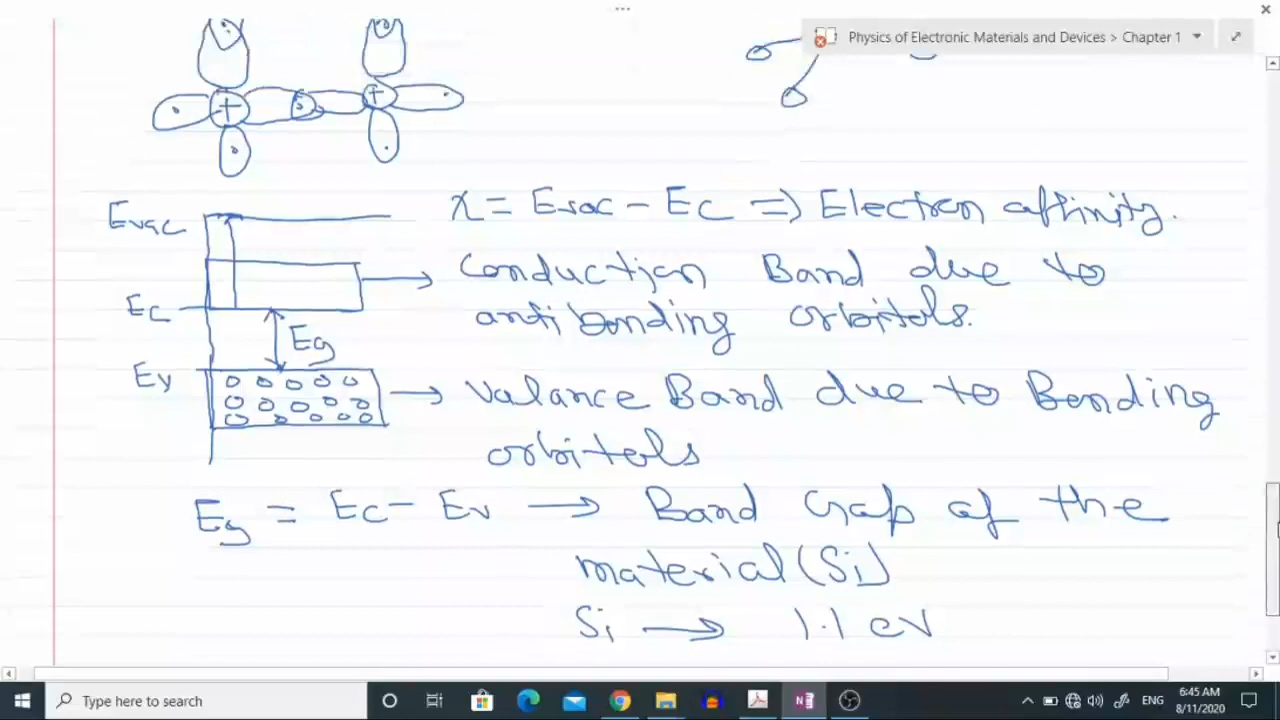 Physics of Electronic Materials and Devices > Chapter 1
+ +
Evac χ = Evac - Ec => Electron affinity.
Conduction Band due to
Ec antibonding orbitals.
Eg
Ev Valance Band due to Bonding
orbitals
Eg = Ec - Ev → Band Gap of the
material (Si)
Si → 1.1 eV
Type here to search
ENG
6:45 AM
8/11/2020